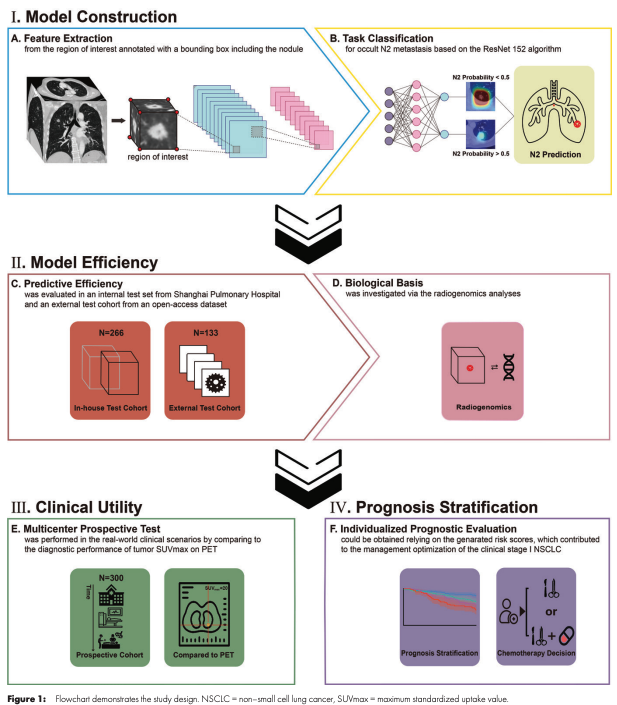 I. Model Construction
A. Feature Extraction
from the region of interest annotated with a bounding box including the nodule
region of interest
B. Task Classification
for occult N2 metastasis based on the ResNet 152 algorithm
N2 Probability < 0.5
N2 Probability > 0.5
N2 Prediction
II. Model Efficiency
C. Predictive Efficiency
was evaluated in an internal test set from Shanghai Pulmonary Hospital
and an external test cohort from an open-access dataset
N=266
In-house Test Cohort
N=133
External Test Cohort
D. Biological Basis
was investigated via the radiogenomics analyses
Radiogenomics
III. Clinical Utility
E. Multicenter Prospective Test
was performed in the real-world clinical scenarios by comparing to
the diagnostic performance of tumor SUVmax on PET
N=300
Time
Prospective Cohort
SUVmax=20
Compared to PET
IV. Prognosis Stratification
F. Individualized Prognostic Evaluation
could be obtained relying on the genarated risk scores, which contributed
to the management optimization of the clinical stage I NSCLC
Prognosis Stratification
or
+
Chemotherapy Decision
Figure 1: Flowchart demonstrates the study design. NSCLC = non–small cell lung cancer, SUVmax = maximum standardized uptake value.